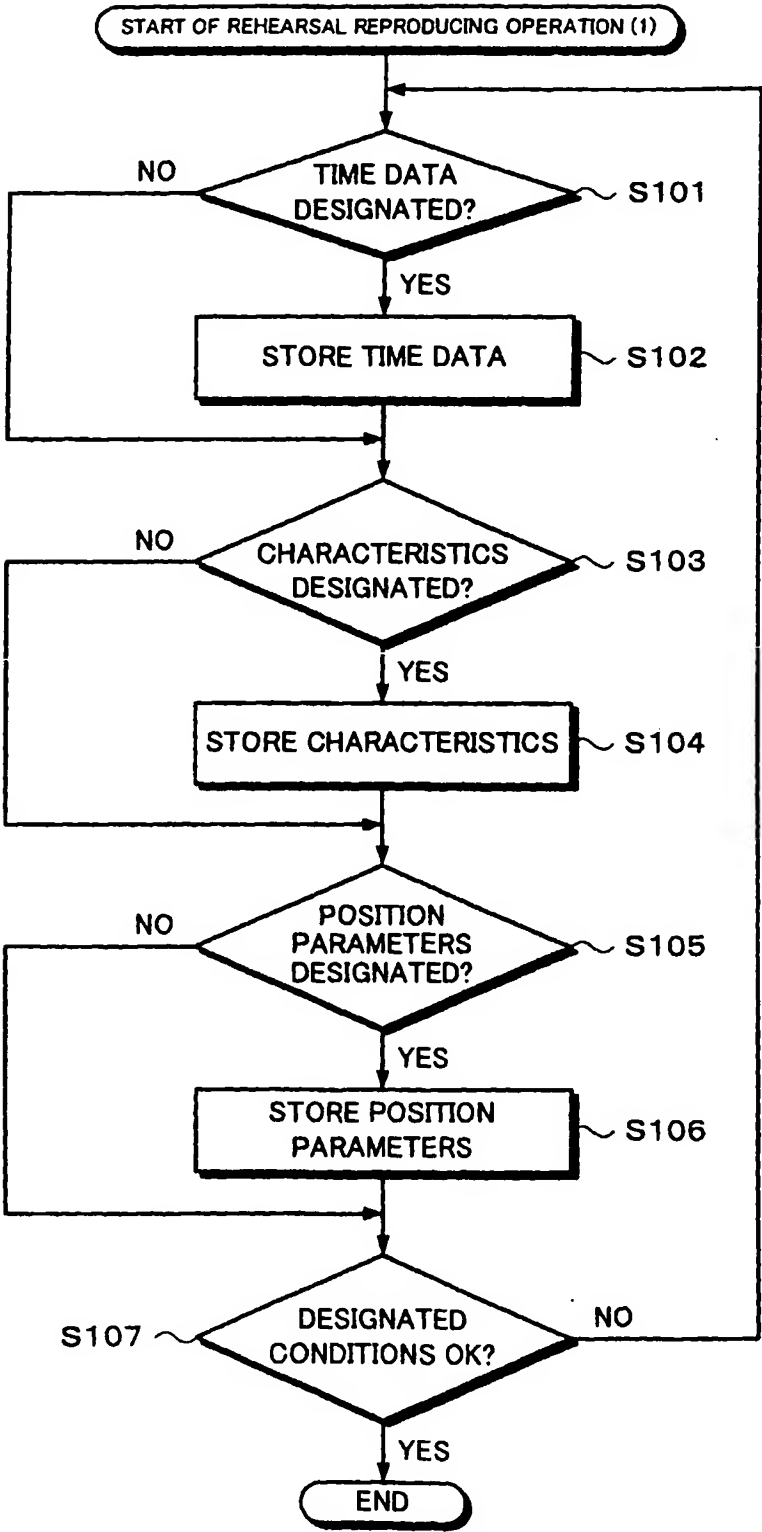 START OF REHEARSAL REPRODUCING OPERATION (1)
NO
TIME DATA
DESIGNATED?
S101
YES
STORE TIME DATA
S102
NO
CHARACTERISTICS
DESIGNATED?
S103
YES
STORE CHARACTERISTICS
S104
NO
POSITION
PARAMETERS
DESIGNATED?
S105
YES
STORE POSITION
PARAMETERS
S106
S107
DESIGNATED
CONDITIONS OK?
NO
YES
END